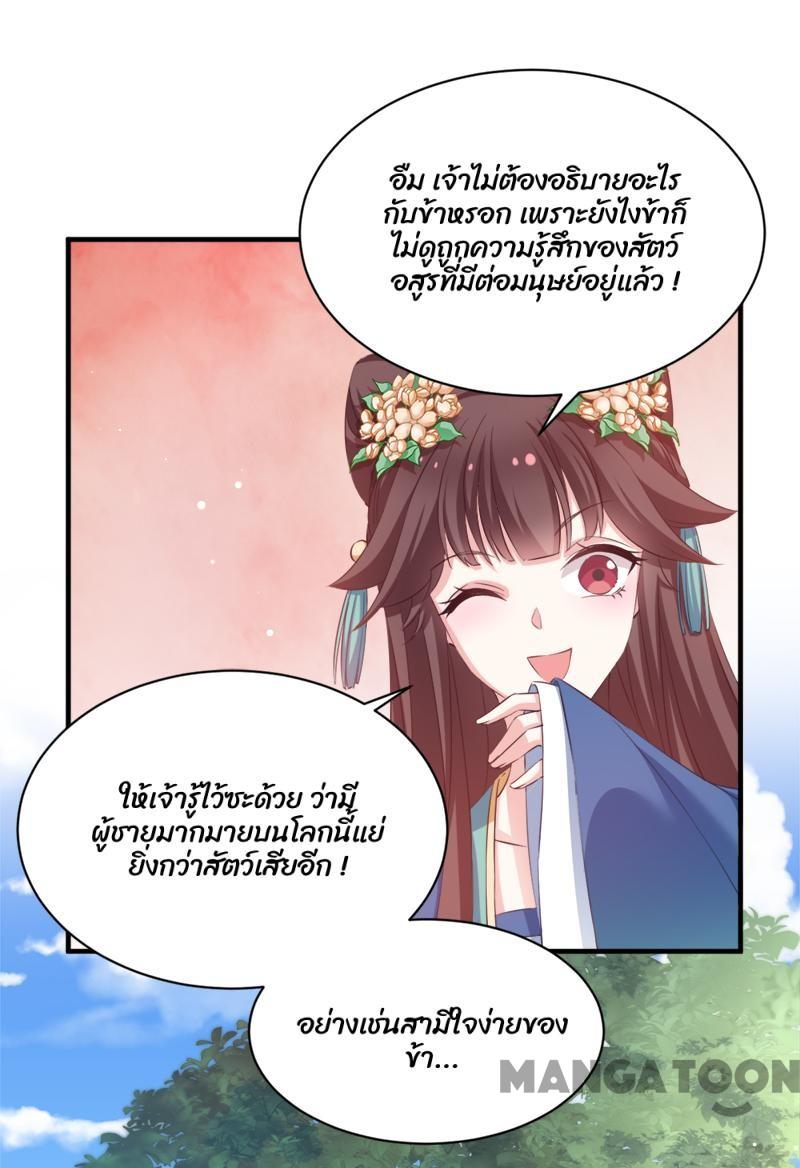 อืม เจ้าไม่ต้องอธิบายอะไร
กับข้าหรอก เพราะยังไงข้าก็
ไม่ดูถูกความรู้สึกของสัตว์
อสูรที่มีต่อมนุษย์อยู่แล้ว !
ให้เจ้ารู้ไว้ซะด้วย ว่ามี
ผู้ชายมากมายบนโลกนี้แย่
ยิ่งกว่าสัตว์เสียอีก !
อย่างเช่นสามีใจง่ายของ
ข้า...
MANGATOON